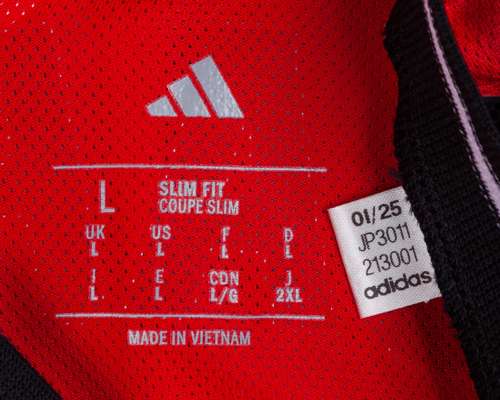 L
SLIM FIT
COUPE SLIM
UK US F D
L L L L
I E CDN J
L L L/G 2XL
MADE IN VIETNAM
01/25
JP3011
213001
adidas